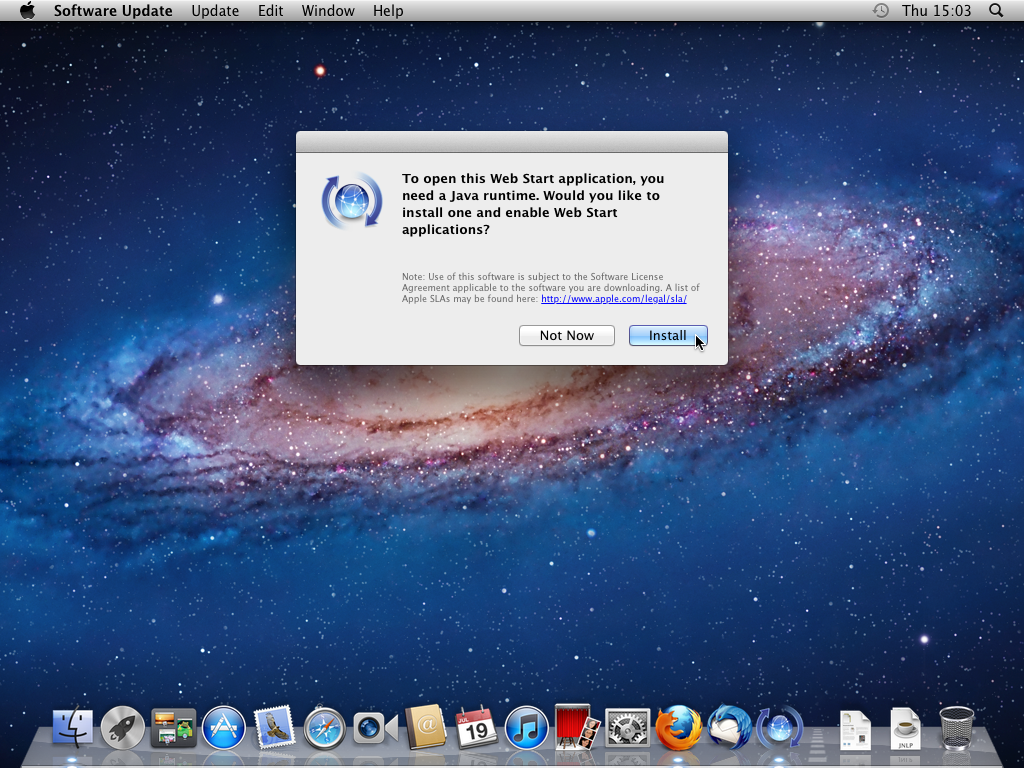 Software Update Update Edit Window Help Thu 15:03
To open this Web Start application, you
need a Java runtime. Would you like to
install one and enable Web Start
applications?
Note: Use of this software is subject to the Software License
Agreement applicable to the software you are downloading. A list of
Apple SLAs may be found here: http://www.apple.com/legal/sla/
Not Now Install
@
JUL
19
JNLP